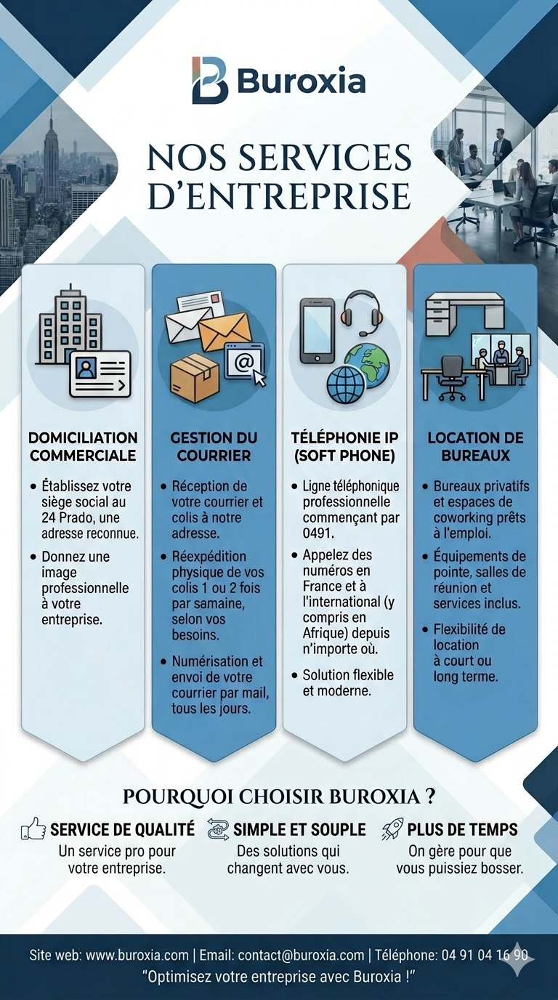 Buroxia
NOS SERVICES
D'ENTREPRISE
DOMICILIATION
COMMERCIALE
• Établissez votre
siège social au
24 Prado, une
adresse reconnue.
• Donnez une
image
professionnelle
à votre
entreprise.
GESTION DU
COURRIER
• Réception de
votre courrier et
colis à notre
adresse.
• Réexpédition
physique de vos
colis 1 ou 2 fois
par samaine,
selon vos
besoins.
• Numérisation et
envoi de votre
courrier par mail,
tous les jours.
TÉLÉPHONIE IP
(SOFT PHONE)
• Ligne téléphonique
professionnelle
commençant par
0491.
• Appelez des
numéros en
France et à
l'international (y
compris en
Afrique) depuis
n'importe où.
• Solution flexible
et moderne.
LOCATION DE
BUREAUX
• Bureaux privatifs
et espaces de
coworking prêts
à l'emploi.
• Équipements de
pointe, salles de
réunion et
services inclus.
• Flexibilité de
location
à court ou
long terme.
POURQUOI CHOISIR BUROXIA ?
SERVICE DE QUALITÉ
Un service pro pour
votre entreprise.
SIMPLE ET SOUPLE
Des solutions qui
changent avec vous.
PLUS DE TEMPS
On gère pour que
vous puissiez bosser.
Site web: www.buroxia.com | Email: contact@buroxia.com | Téléphone: 04 91 04 16 90
"Optimisez votre entreprise avec Buroxia !"